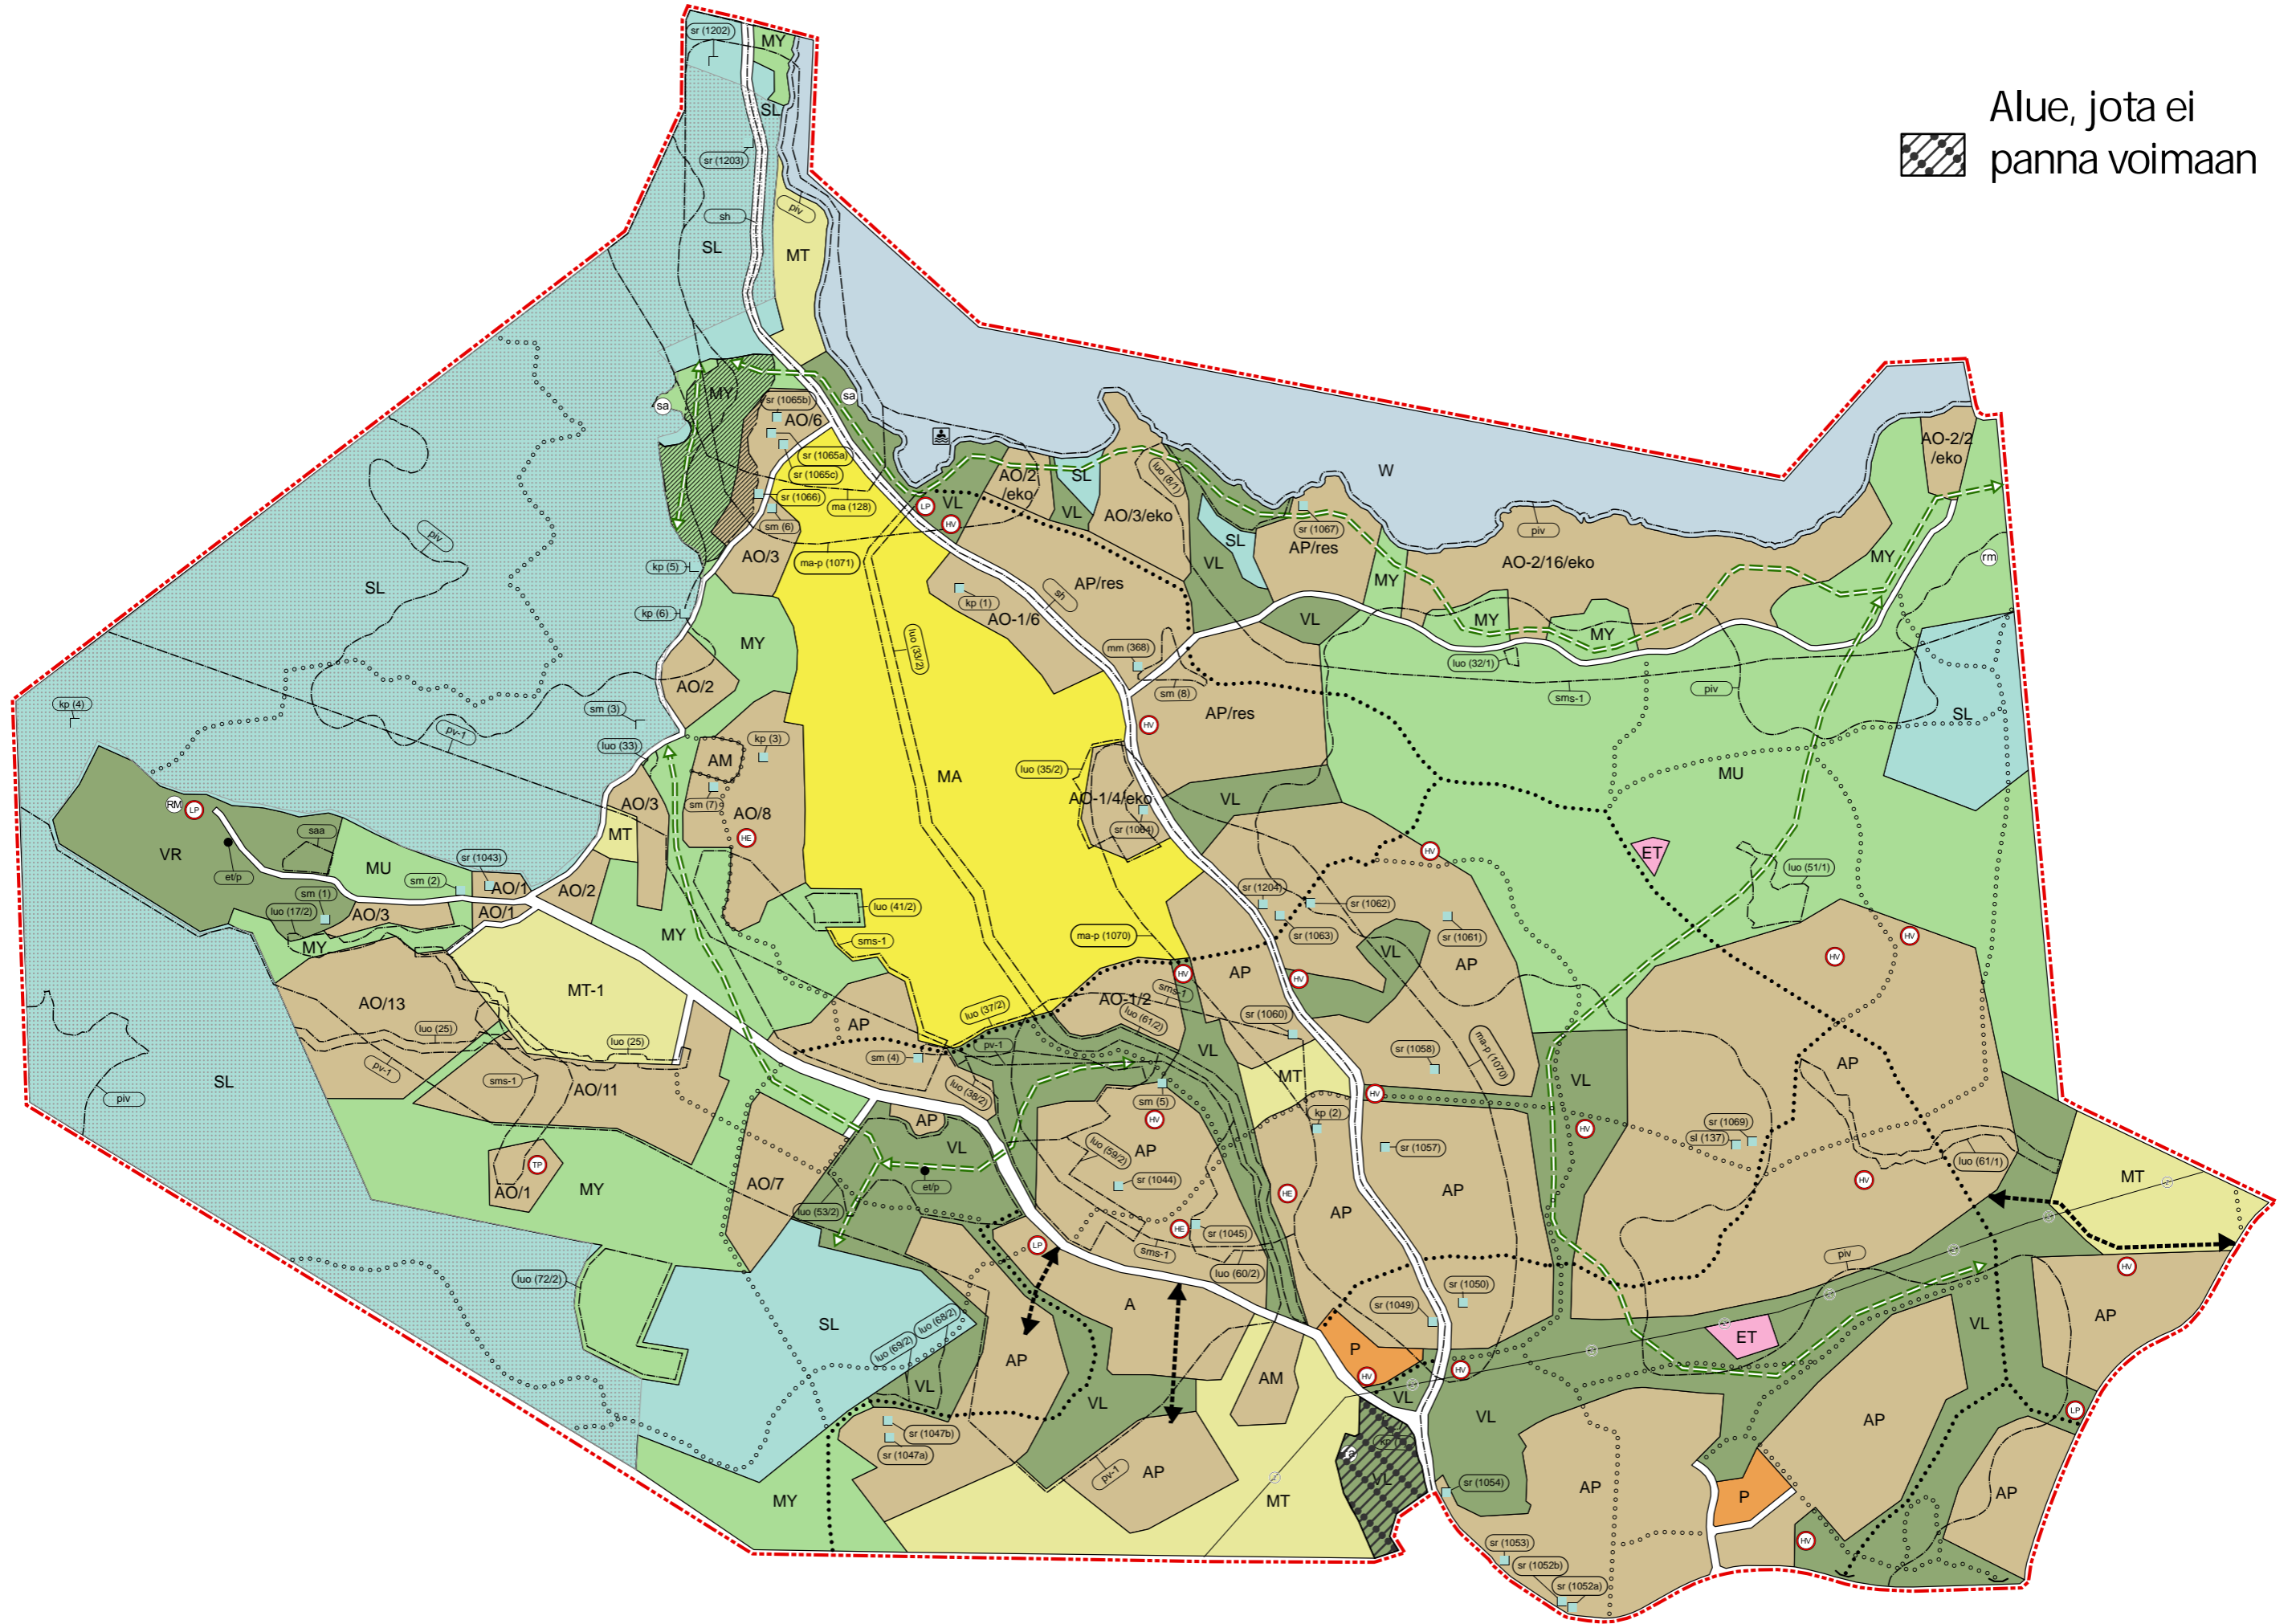 sr (1202)
MY
SL
Alue, jota ei
panna voimaan
sr (1203)
piv
sh
SL
MT
MY
sa
sa
sr (1065b)
AO/6
sr (1065a)
sr (1065c)
sr (1066)
ma (128)
sm (6)
AO/3
ma-p (1071)
LP
VL
HV
AO/2
/eko
SL
VL
AO/3/eko
luo (8/1)
W
AO-2/2
/eko
SL
sr (1067)
AP/res
piv
AO-2/16/eko
MY
rm
piv
SL
kp (5)
kp (6)
MY
kp (1)
AO-1/6
sh
AP/res
VL
MY
VL
MY
MY
luo (32/1)
luo (33/2)
mm (368)
sm (8)
AP/res
HV
sms-1
piv
SL
AO/2
kp (4)
sm (3)
pv-1
luo (33)
AM
kp (3)
MA
luo (35/2)
MU
sm (7)
AO/8
AO/3
HE
MT
AO-1/4/eko
sr (1064)
VL
RM
LP
VR
saa
et/p
MU
sr (1043)
sm (2)
AO/1
AO/2
sm (1)
luo (17/2)
AO/3
AO/1
MY
MY
luo (41/2)
sms-1
ma-p (1070)
HV
ET
luo (51/1)
sr (1204)
sr (1062)
sr (1063)
sr (1061)
VL
AP
AP
HV
HV
HV
HV
AO/13
MT-1
luo (25)
luo (25)
pv-1
sms-1
AO/11
AP
sm (4)
luo (37/2)
pv-1
luo (38/2)
AO-1/2
sms-1
luo (61/2)
VL
sr (1060)
MT
sr (1058)
ma-p (1070)
HV
VL
AP
SL
piv
AP
VL
sm (5)
HV
AP
luo (59/2)
kp (2)
sr (1057)
HV
sr (1069)
sl (137)
luo (61/1)
HV
MT
TP
AO/1
MY
AO/7
luo (53/2)
et/p
sr (1044)
HE
HE
sr (1045)
sms-1
luo (60/2)
AP
AP
LP
piv
HV
luo (72/2)
SL
luo (69/2)
luo (68/2)
A
sr (1050)
sr (1049)
P
ET
VL
AP
AP
VL
VL
AM
HV
VL
HV
VL
AP
LP
sr (1047b)
sr (1047a)
pv-1
AP
MT
VL
sr (1054)
AP
P
AP
MY
HV
sr (1053)
sr (1052b)
sr (1052a)